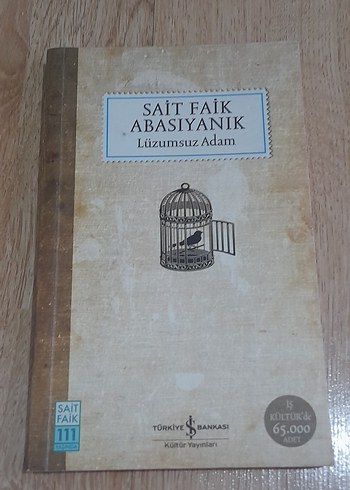 SAİT FAİK
ABASIYANIK
Lüzumsuz Adam
SAİT
FAİK
111
TÜRKİYE İŞ BANKASI
Kültür Yayınları
İŞ
KÜLTÜR'de
65.000
ADET